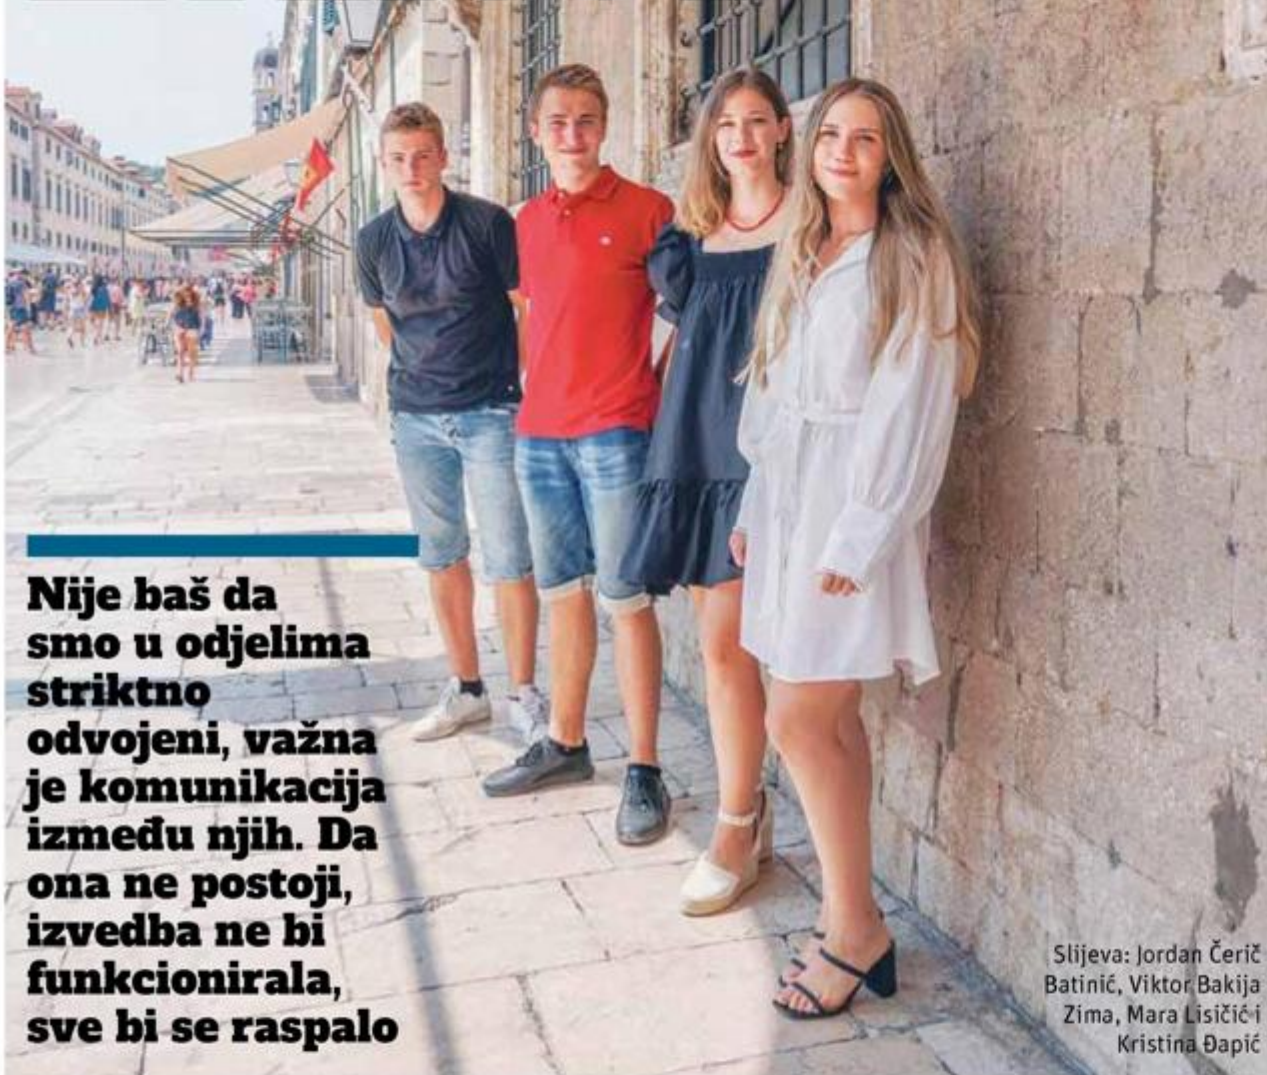 Nije baš da
smo u odjelima
striktno
odvojeni, važna
je komunikacija
između njih. Da
ona ne postoji,
izvedba ne bi
funkcionirala,
sve bi se raspalo
Slijeva: Jordan Čerič
Batinić, Viktor Bakija
Zima, Mara Lisičić i
Kristina Đapić